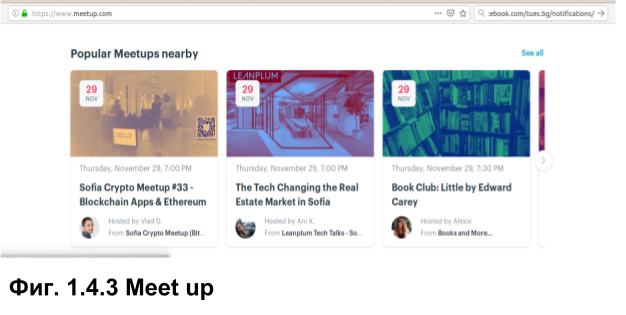 https://www.meetup.com
:ebook.com/tues.bg/notifications/
Popular Meetups nearby
See all
29
NOV
LEANPLUM
29
NOV
29
NOV
Thursday, November 29, 7:00 PM
Thursday, November 29, 7:00 PM
Thursday, November 29, 7:30 PM
Sofia Crypto Meetup #33 -
Blockchain Apps & Ethereum
The Tech Changing the Real
Estate Market in Sofia
Book Club: Little by Edward
Carey
Hosted by Vlad D.
From Sofia Crypto Meetup (Bit...
Hosted by Ani K.
From Leanplum Tech Talks - So...
Hosted by Alexis
From Books and More...
Фиг. 1.4.3 Meet up